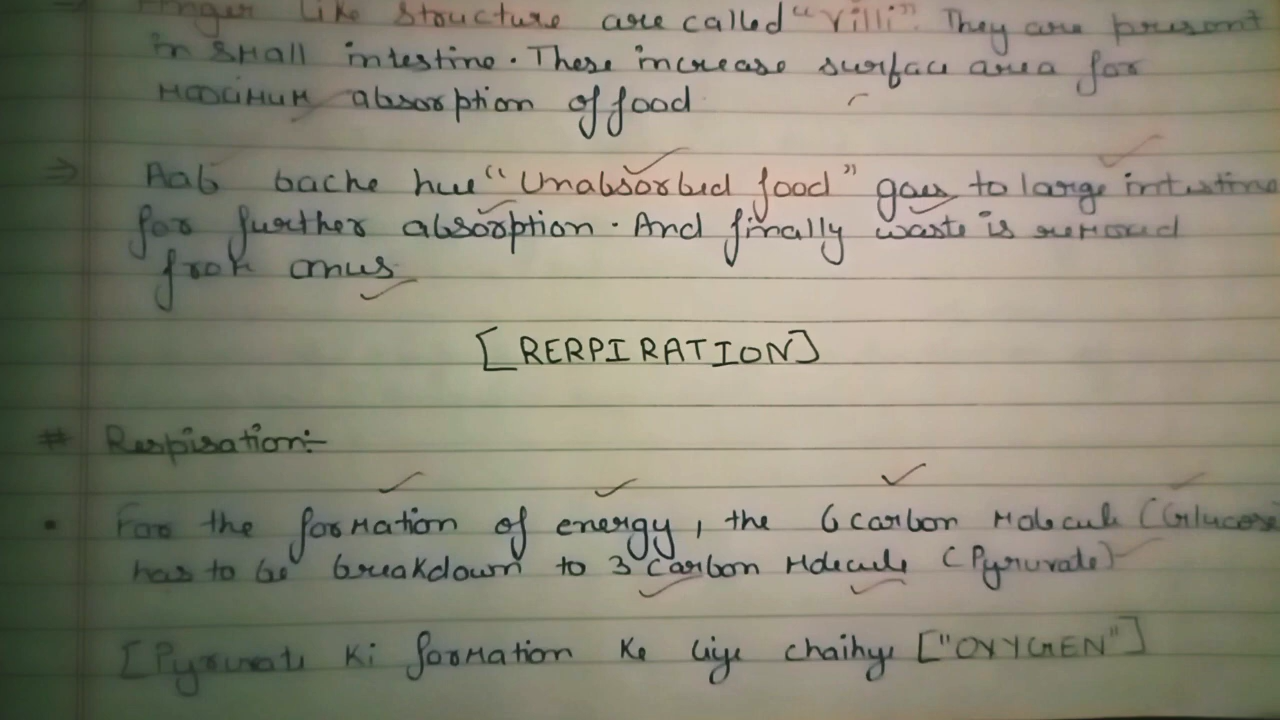 Finger like structure are called "Villi". They are present
in small intestine. These increase surface area for
maximum absorption of food
⇒ Aab bache hue "Unabsorbed food" goes to large intestine
for further absorption. And finally waste is removed
from anus
[RERPIRATION]
# Respiration:-
• For the formation of energy, the 6 carbon molecule (Glucose)
has to be breakdown to 3 carbon molecule (Pyruvate)
[Pyruvate ki formation ke liye chaihye ["OXYGEN"]